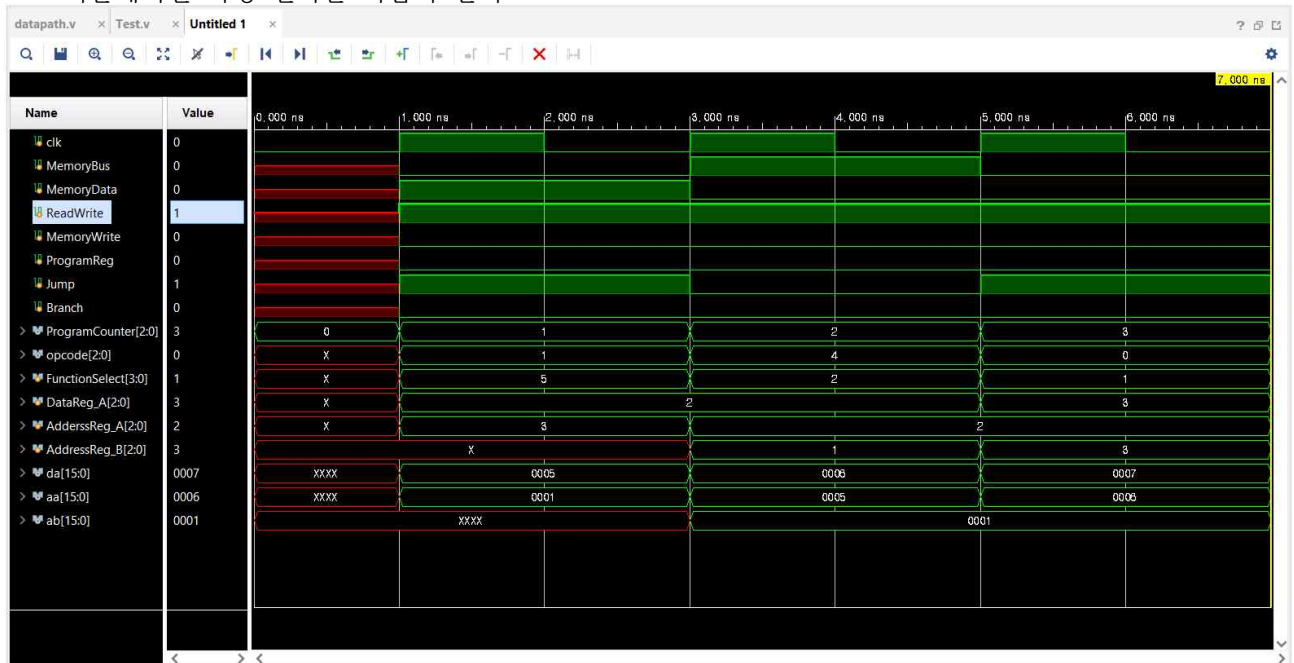 datapath.v × Test.v × Untitled 1 ×
7.000 ns
Name Value
0.000 ns 1.000 ns 2.000 ns 3.000 ns 4.000 ns 5.000 ns 6.000 ns
clk 0
MemoryBus 0
MemoryData 0
ReadWrite 1
MemoryWrite 0
ProgramReg 0
Jump 1
Branch 0
ProgramCounter[2:0] 3 0 1 2 3
opcode[2:0] 0 X 1 4 0
FunctionSelect[3:0] 1 X 5 2 1
DataReg_A[2:0] 3 X 2 3
AdderssReg_A[2:0] 2 X 3 2
AddressReg_B[2:0] 3 X 1 3
da[15:0] 0007 XXXX 0005 0006 0007
aa[15:0] 0006 XXXX 0001 0005 0006
ab[15:0] 0001 XXXX 0001